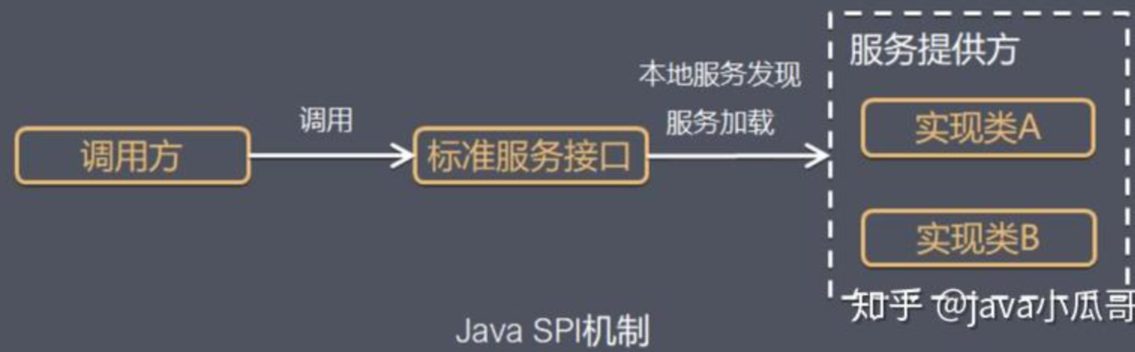 服务提供方
本地服务发现
调用
服务加载
实现类A
调用方
标准服务接口
实现类B
知乎 @java小瓜哥
Java SPI机制